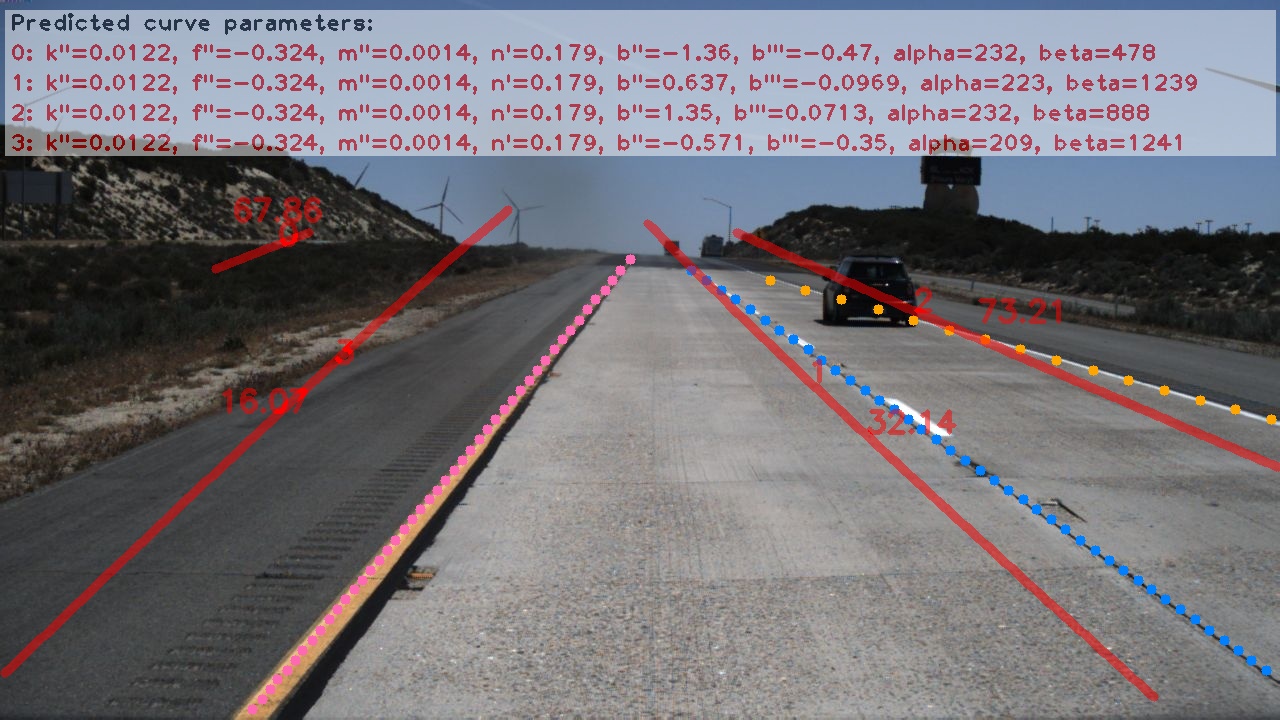 Predicted curve parameters:
0: k"=0.0122, f"=-0.324, m"=0.0014, n'=0.179, b"=-1.36, b'"=-0.47, alpha=232, beta=478
1: k"=0.0122, f"=-0.324, m"=0.0014, n'=0.179, b"=0.637, b'"=-0.0969, alpha=223, beta=1239
2: k"=0.0122, f"=-0.324, m"=0.0014, n'=0.179, b"=1.35, b'"=0.0713, alpha=232, beta=888
3: k"=0.0122, f"=-0.324, m"=0.0014, n'=0.179, b"=-0.571, b'"=-0.35, alpha=209, beta=1241
67.86
0
2
73.21
3
1
16.07
32.14